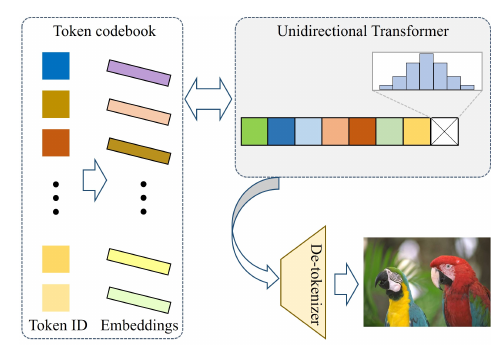 Token codebook
Unidirectional Transformer
Token ID
Embeddings
De-tokenizer